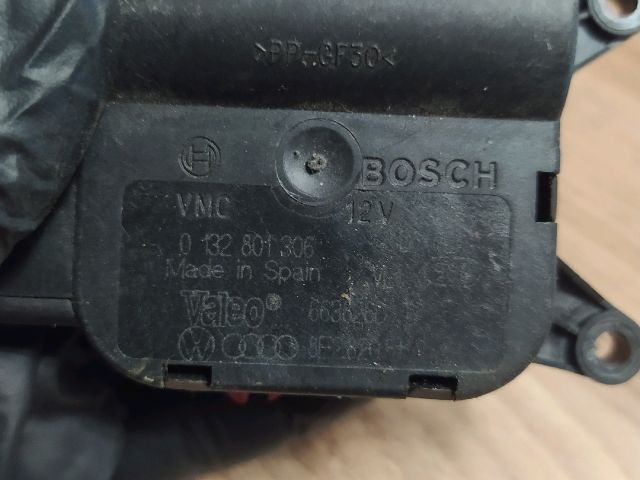 >PP-GF30<
BOSCH
VMC 12V
0 132 801 306
Made in Spain
Valeo®